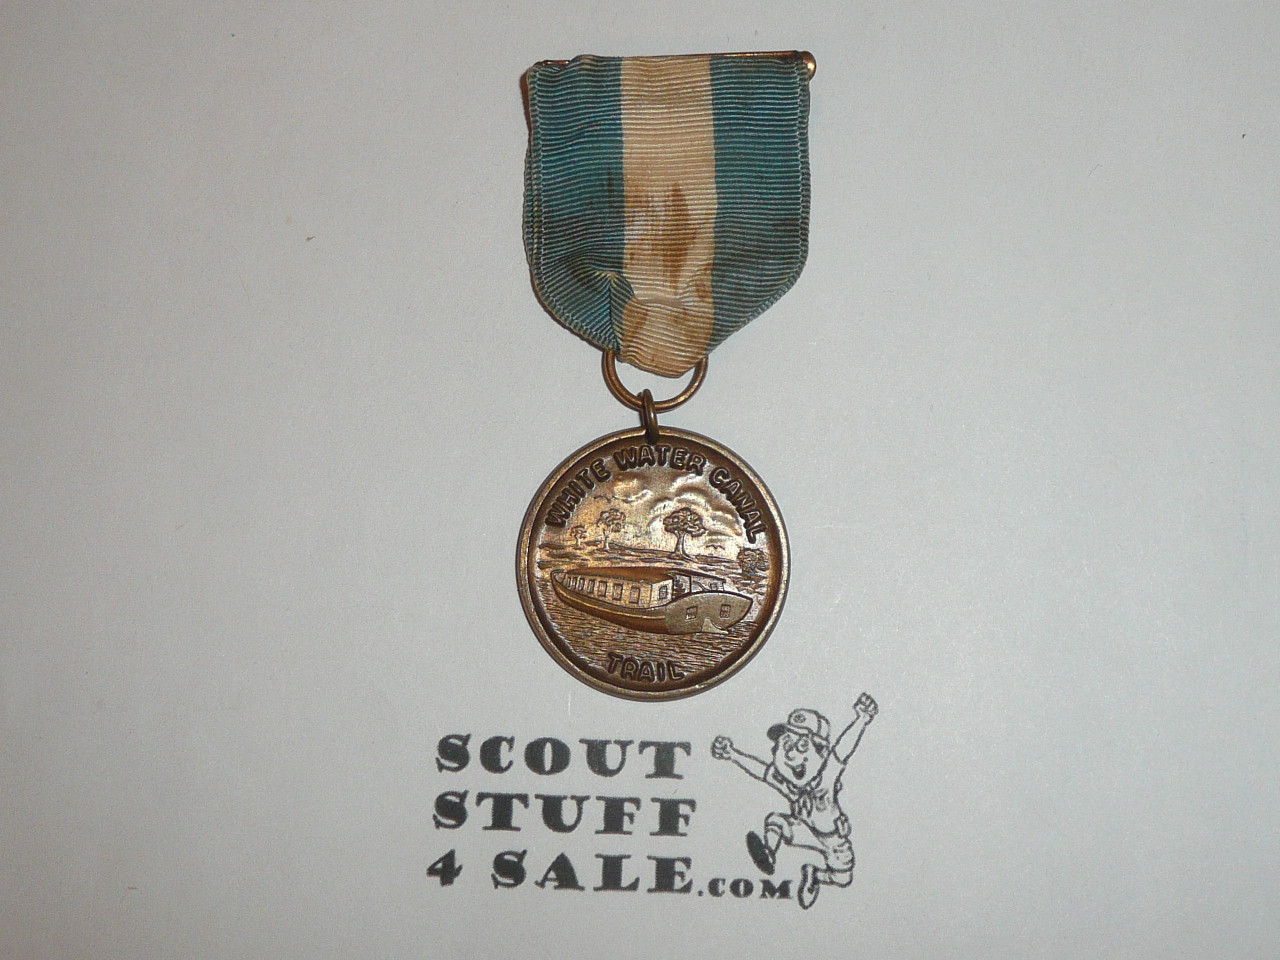 WHITE WATER CANAL
TRAIL
SCOUT
STUFF
4 SALE.COM